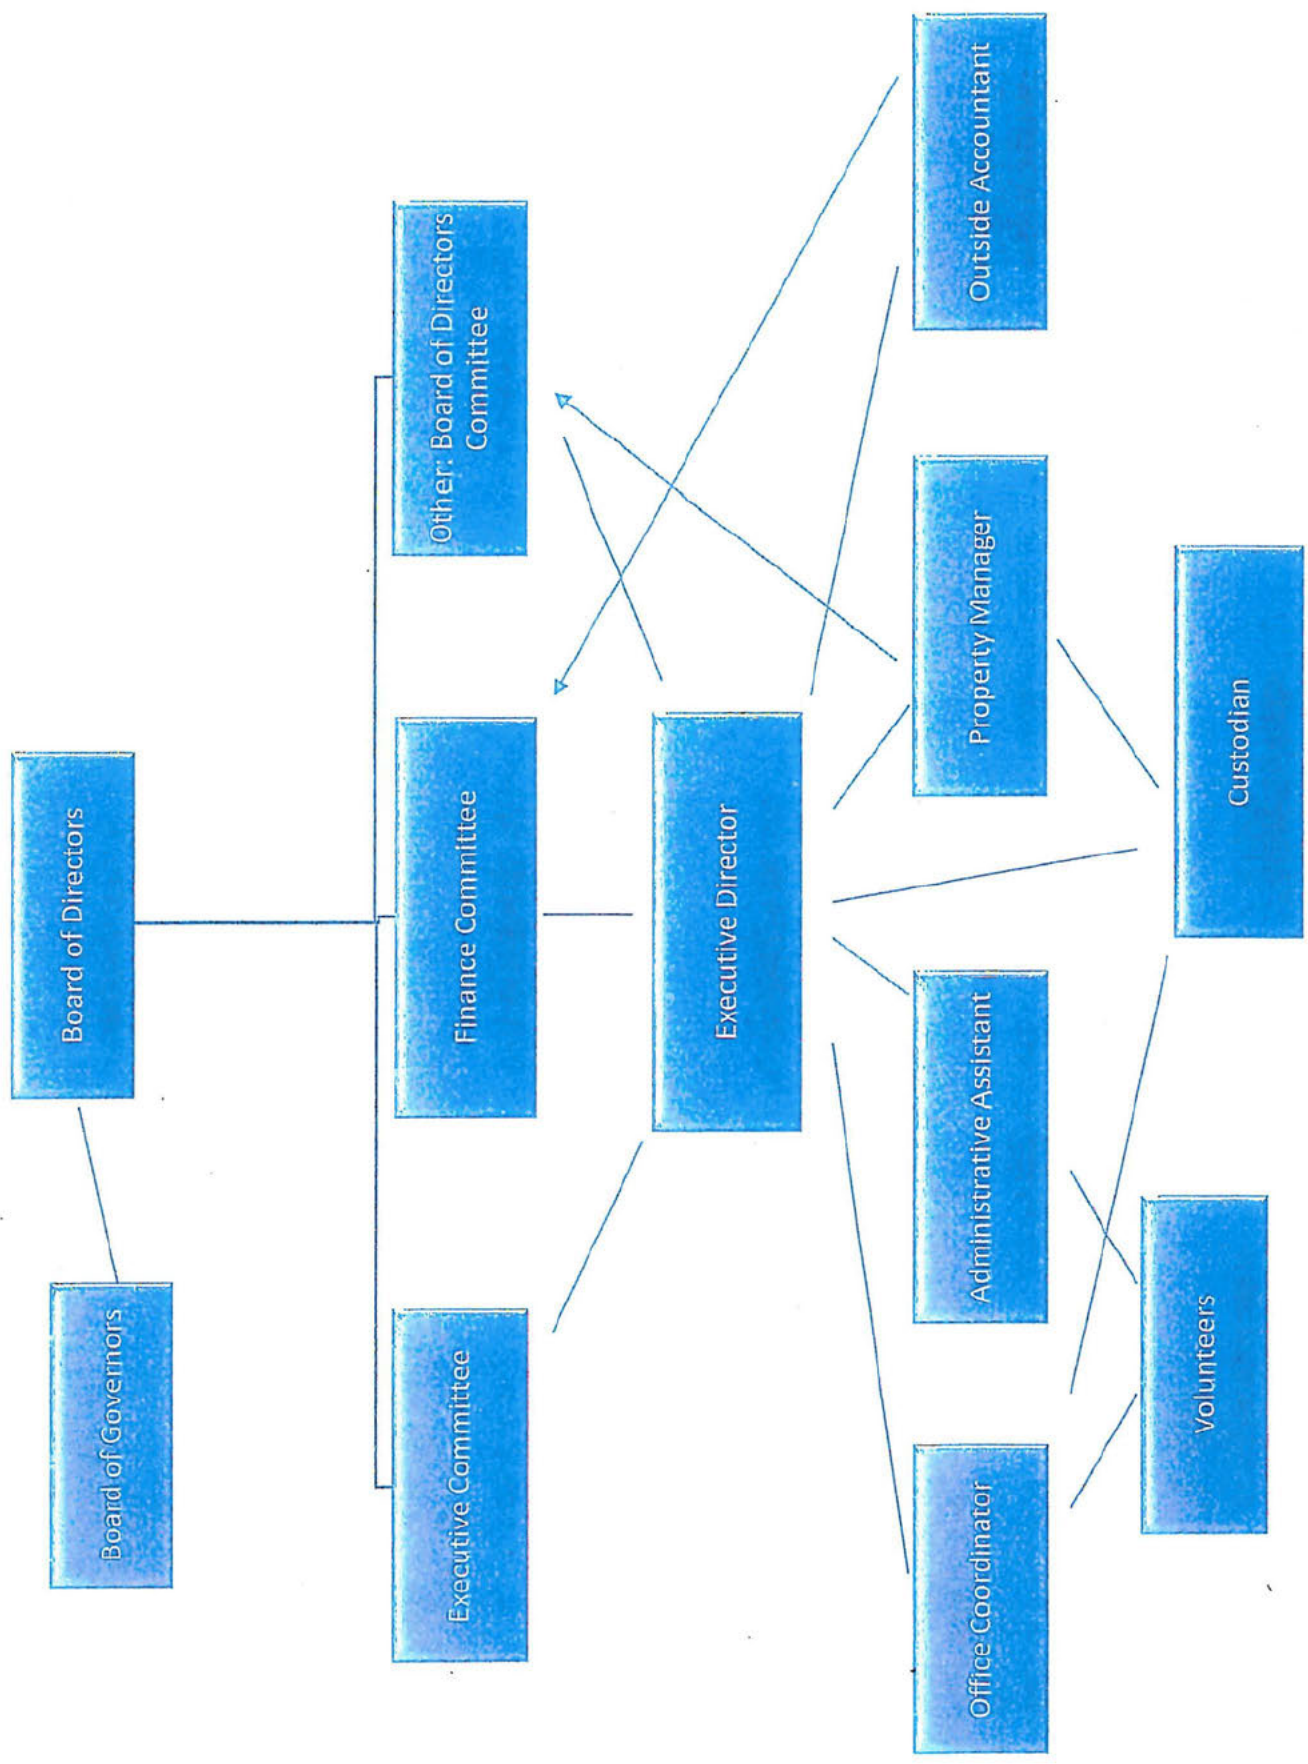 Board of Governors
Board of Directors
Executive Committee
Finance Committee
Other: Board of Directors
Committee
Executive Director
Office Coordinator
Administrative Assistant
Property Manager
Outside Accountant
Volunteers
Custodian